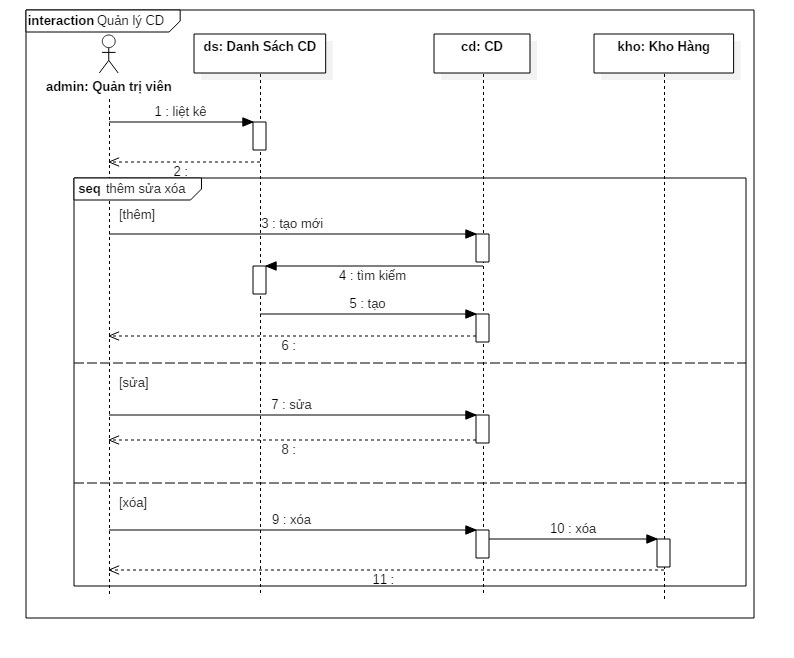 interaction Quản lý CD
ds: Danh Sách CD
cd: CD
kho: Kho Hàng
admin: Quản trị viên
1 : liệt kê
2 :
seq thêm sửa xóa
[thêm]
3 : tạo mới
4 : tìm kiếm
5 : tạo
6 :
[sửa]
7 : sửa
8 :
[xóa]
9 : xóa
10 : xóa
11 :